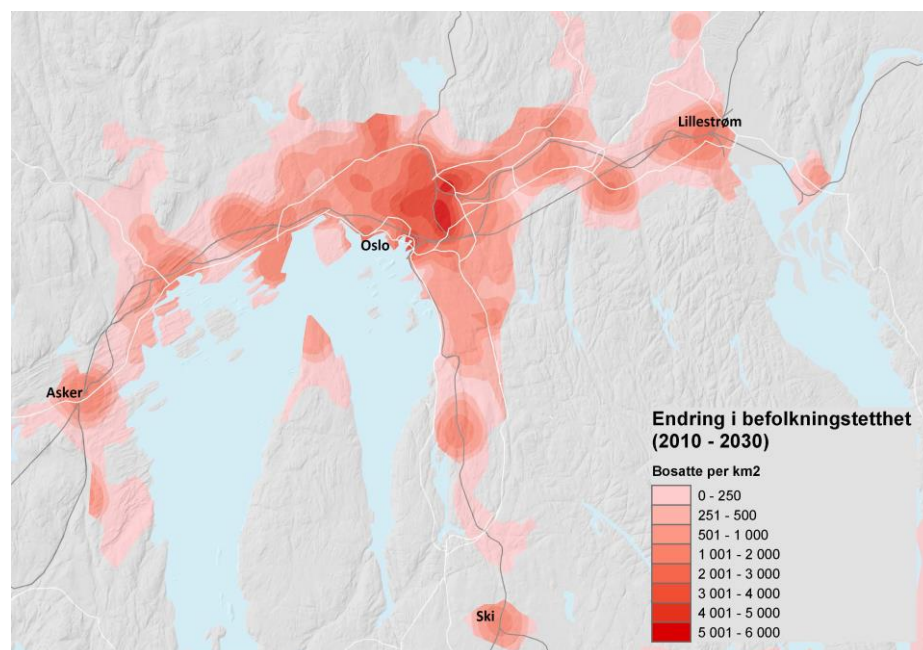 Lillestrøm
Oslo
Asker
Ski
Endring i befolkningstetthet
(2010 - 2030)
Bosatte per km2
0 - 250
251 - 500
501 - 1 000
1 001 - 2 000
2 001 - 3 000
3 001 - 4 000
4 001 - 5 000
5 001 - 6 000